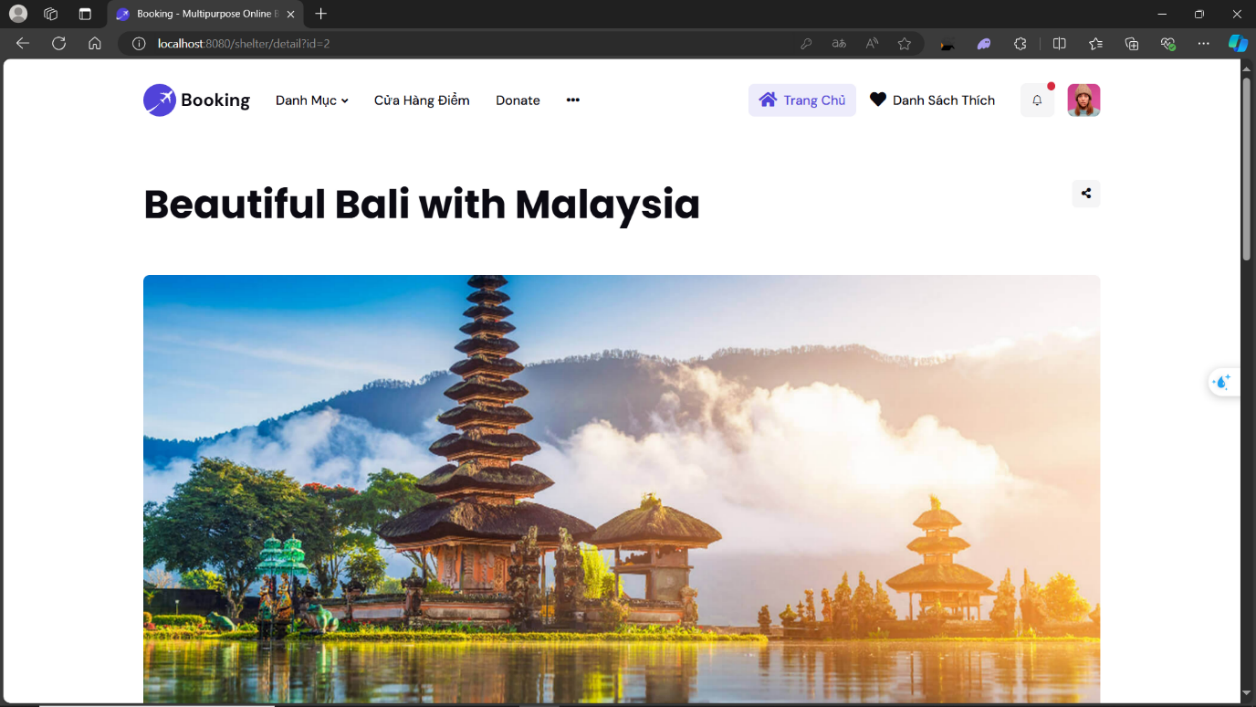 Booking - Multipurpose Online B
localhost:8080/shelter/detail?id=2
Booking
Danh Mục
Cửa Hàng Điểm
Donate
Trang Chủ
Danh Sách Thích
Beautiful Bali with Malaysia